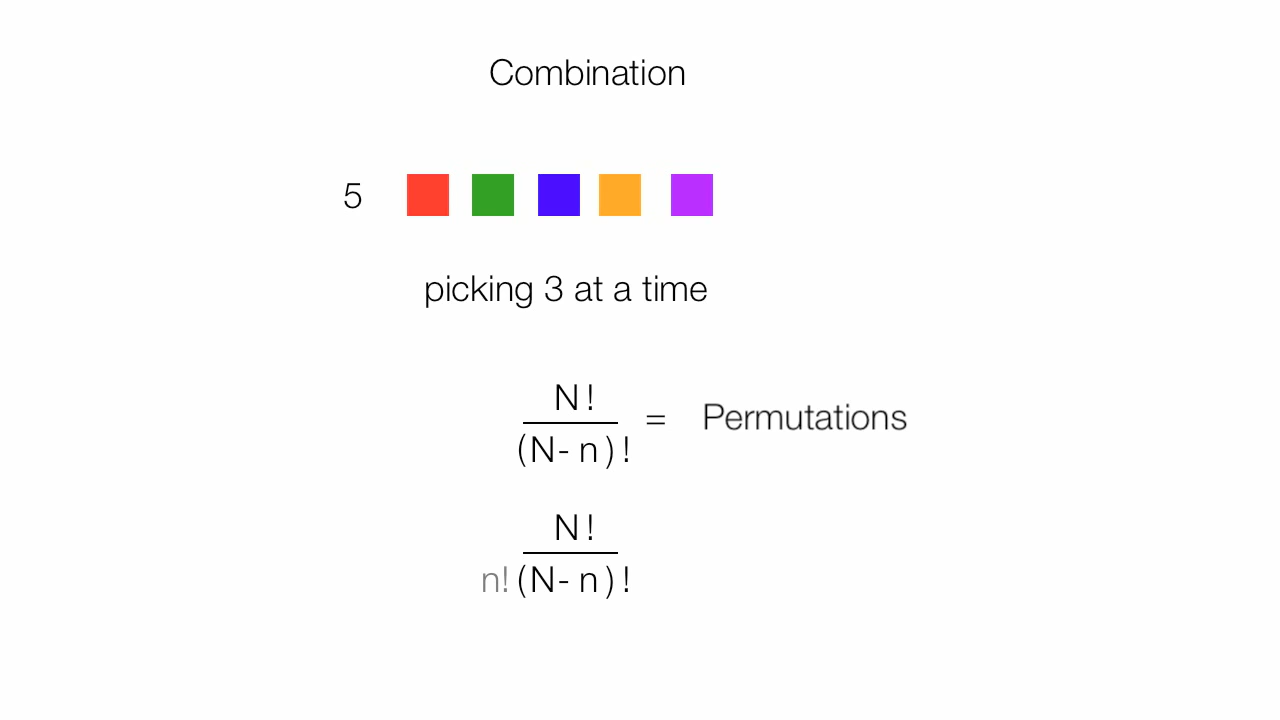 Combination
5
picking 3 at a time
N!
(N-n)! = Permutations
N!
n!(N-n)!